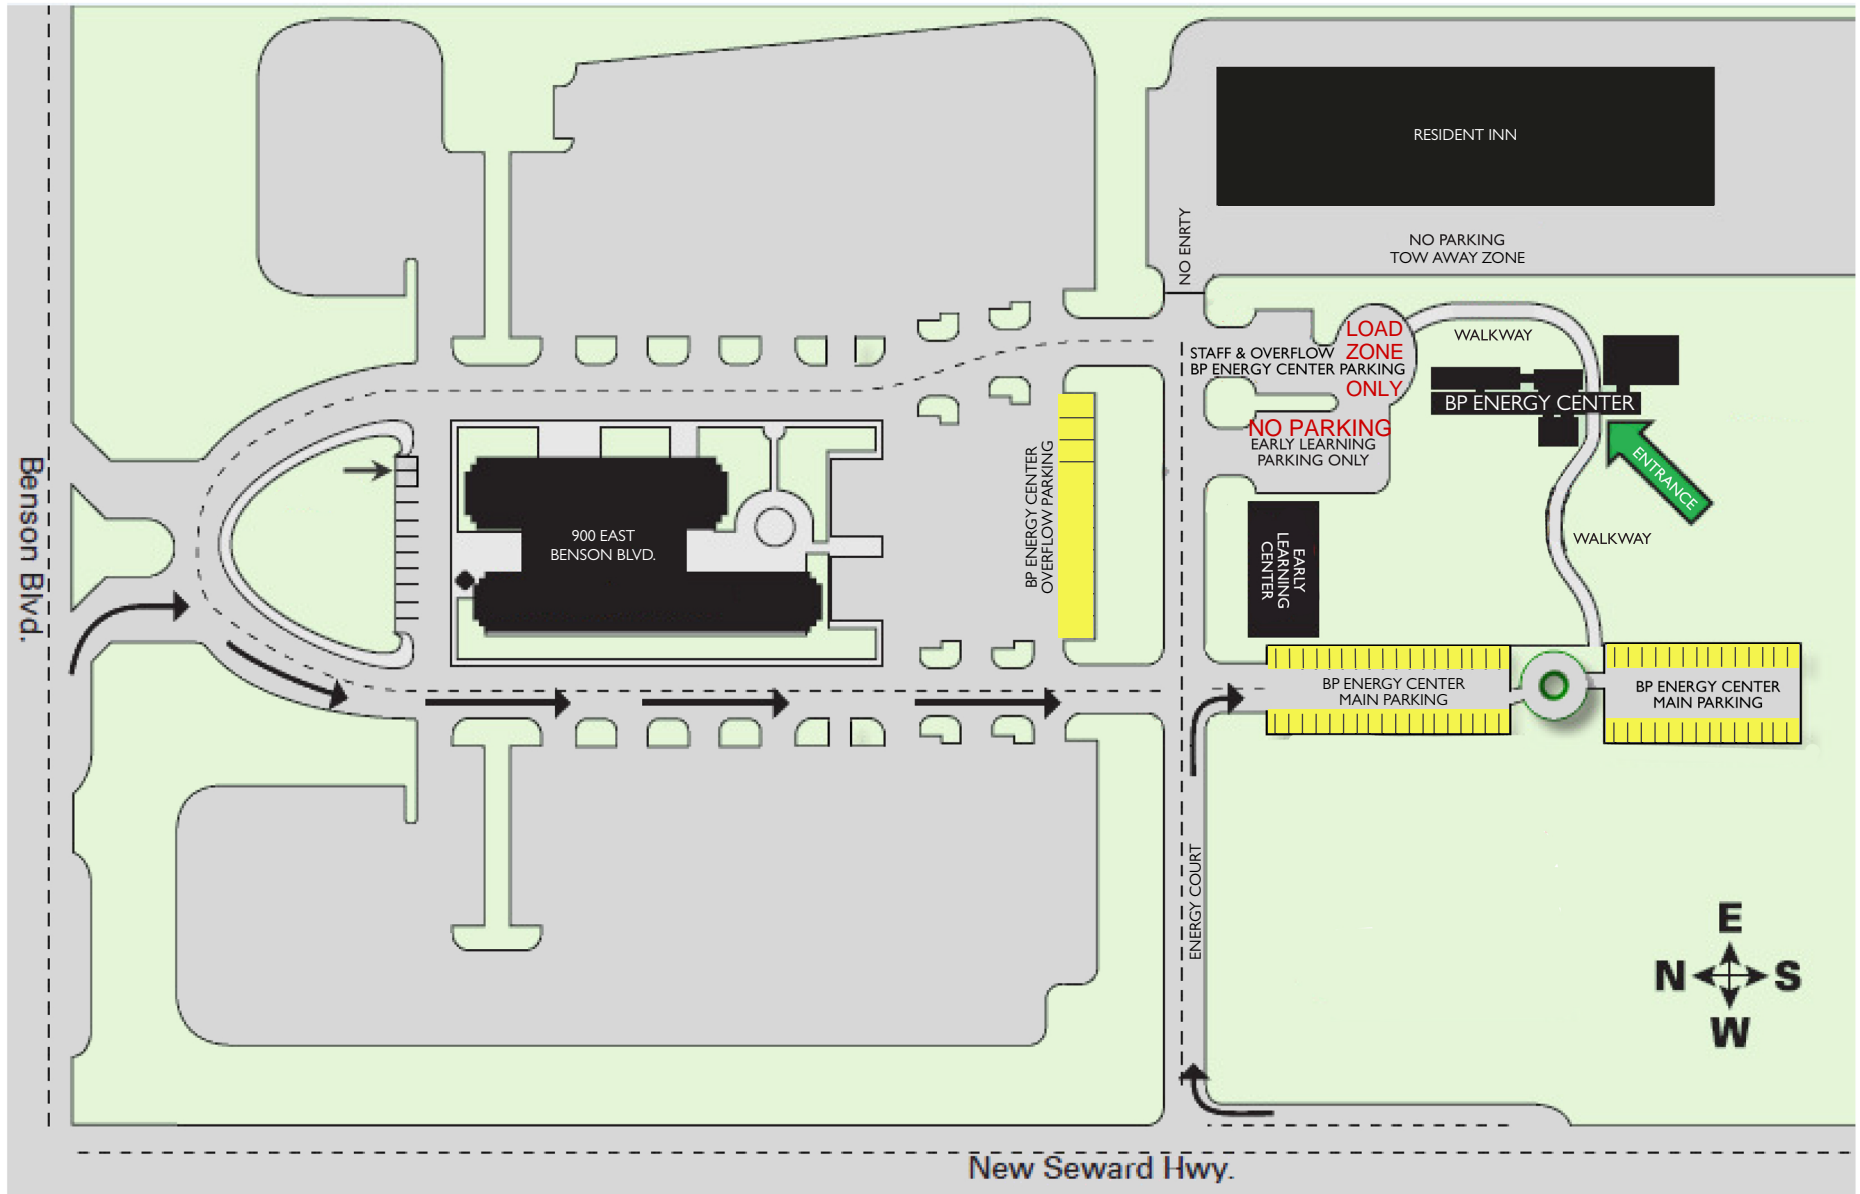 RESIDENT INN
NO ENRTY
NO PARKING
TOW AWAY ZONE
LOAD
ZONE
ONLY
WALKWAY
STAFF & OVERFLOW
BP ENERGY CENTER PARKING
BP ENERGY CENTER
NO PARKING
EARLY LEARNING
PARKING ONLY
ENTRANCE
Benson Blvd.
900 EAST
BENSON BLVD.
BP ENERGY CENTER
OVERFLOW PARKING
EARLY
LEARNING
CENTER
WALKWAY
BP ENERGY CENTER
MAIN PARKING
BP ENERGY CENTER
MAIN PARKING
ENERGY COURT
E
N S
W
New Seward Hwy.